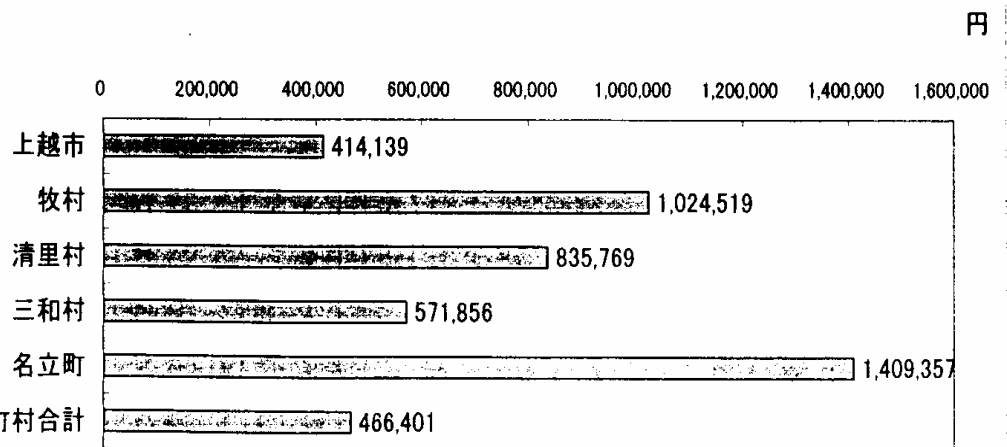 円
0 200,000 400,000 600,000 800,000 1,000,000 1,200,000 1,400,000 1,600,000
上越市 414,139
牧村 1,024,519
清里村 835,769
三和村 571,856
名立町 1,409,357
町村合計 466,401